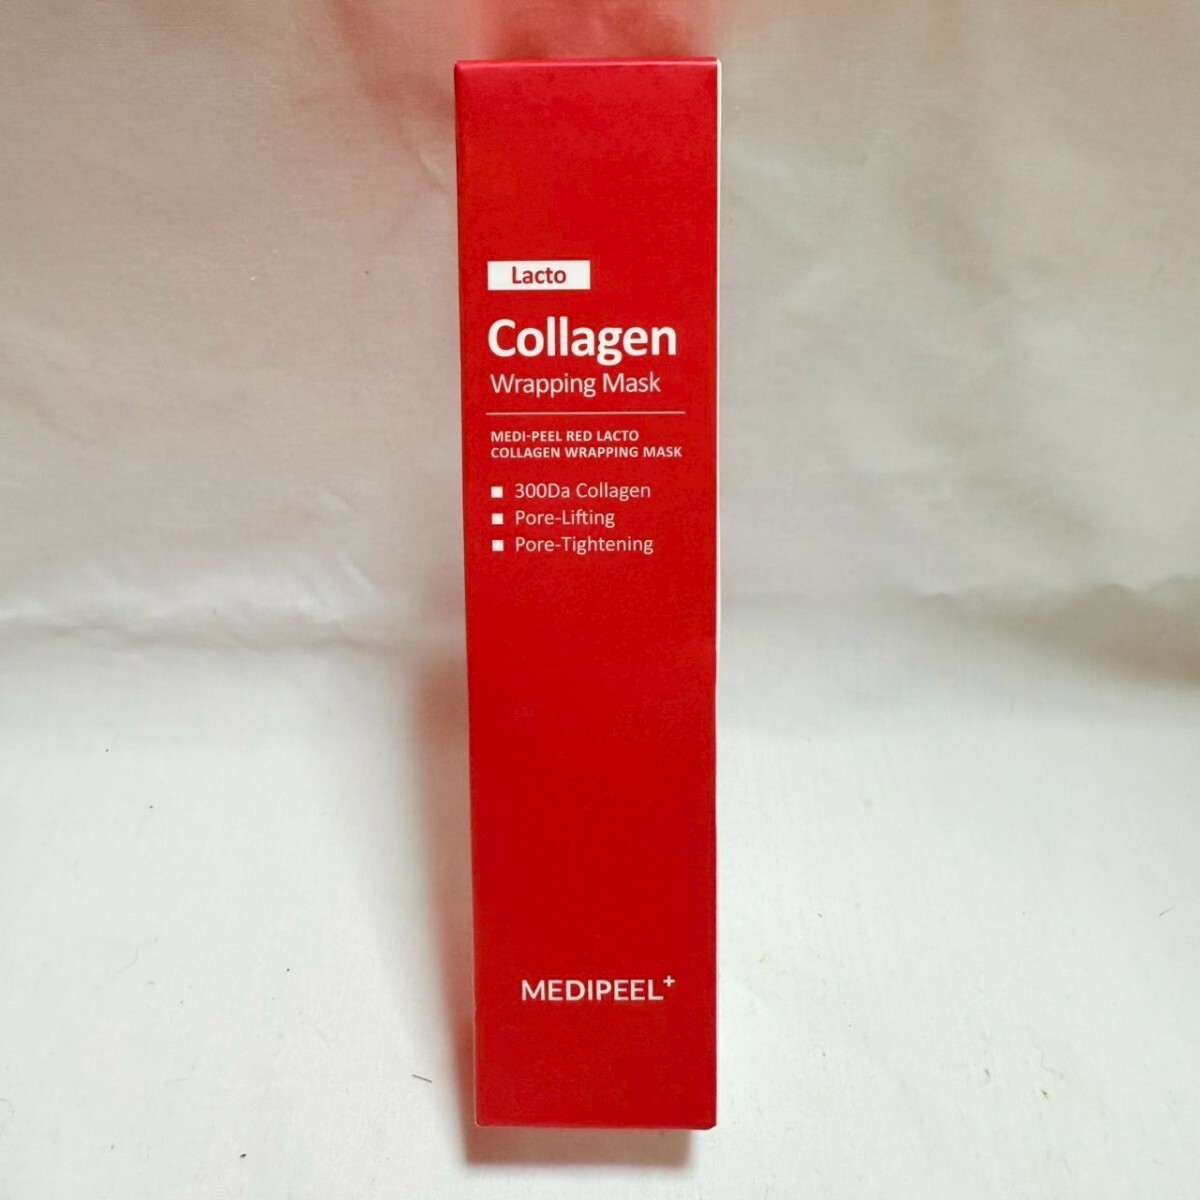 Lacto
Collagen
Wrapping Mask
MEDI-PEEL RED LACTO
COLLAGEN WRAPPING MASK
■ 300Da Collagen
■ Pore-Lifting
■ Pore-Tightening
MEDIPEEL+